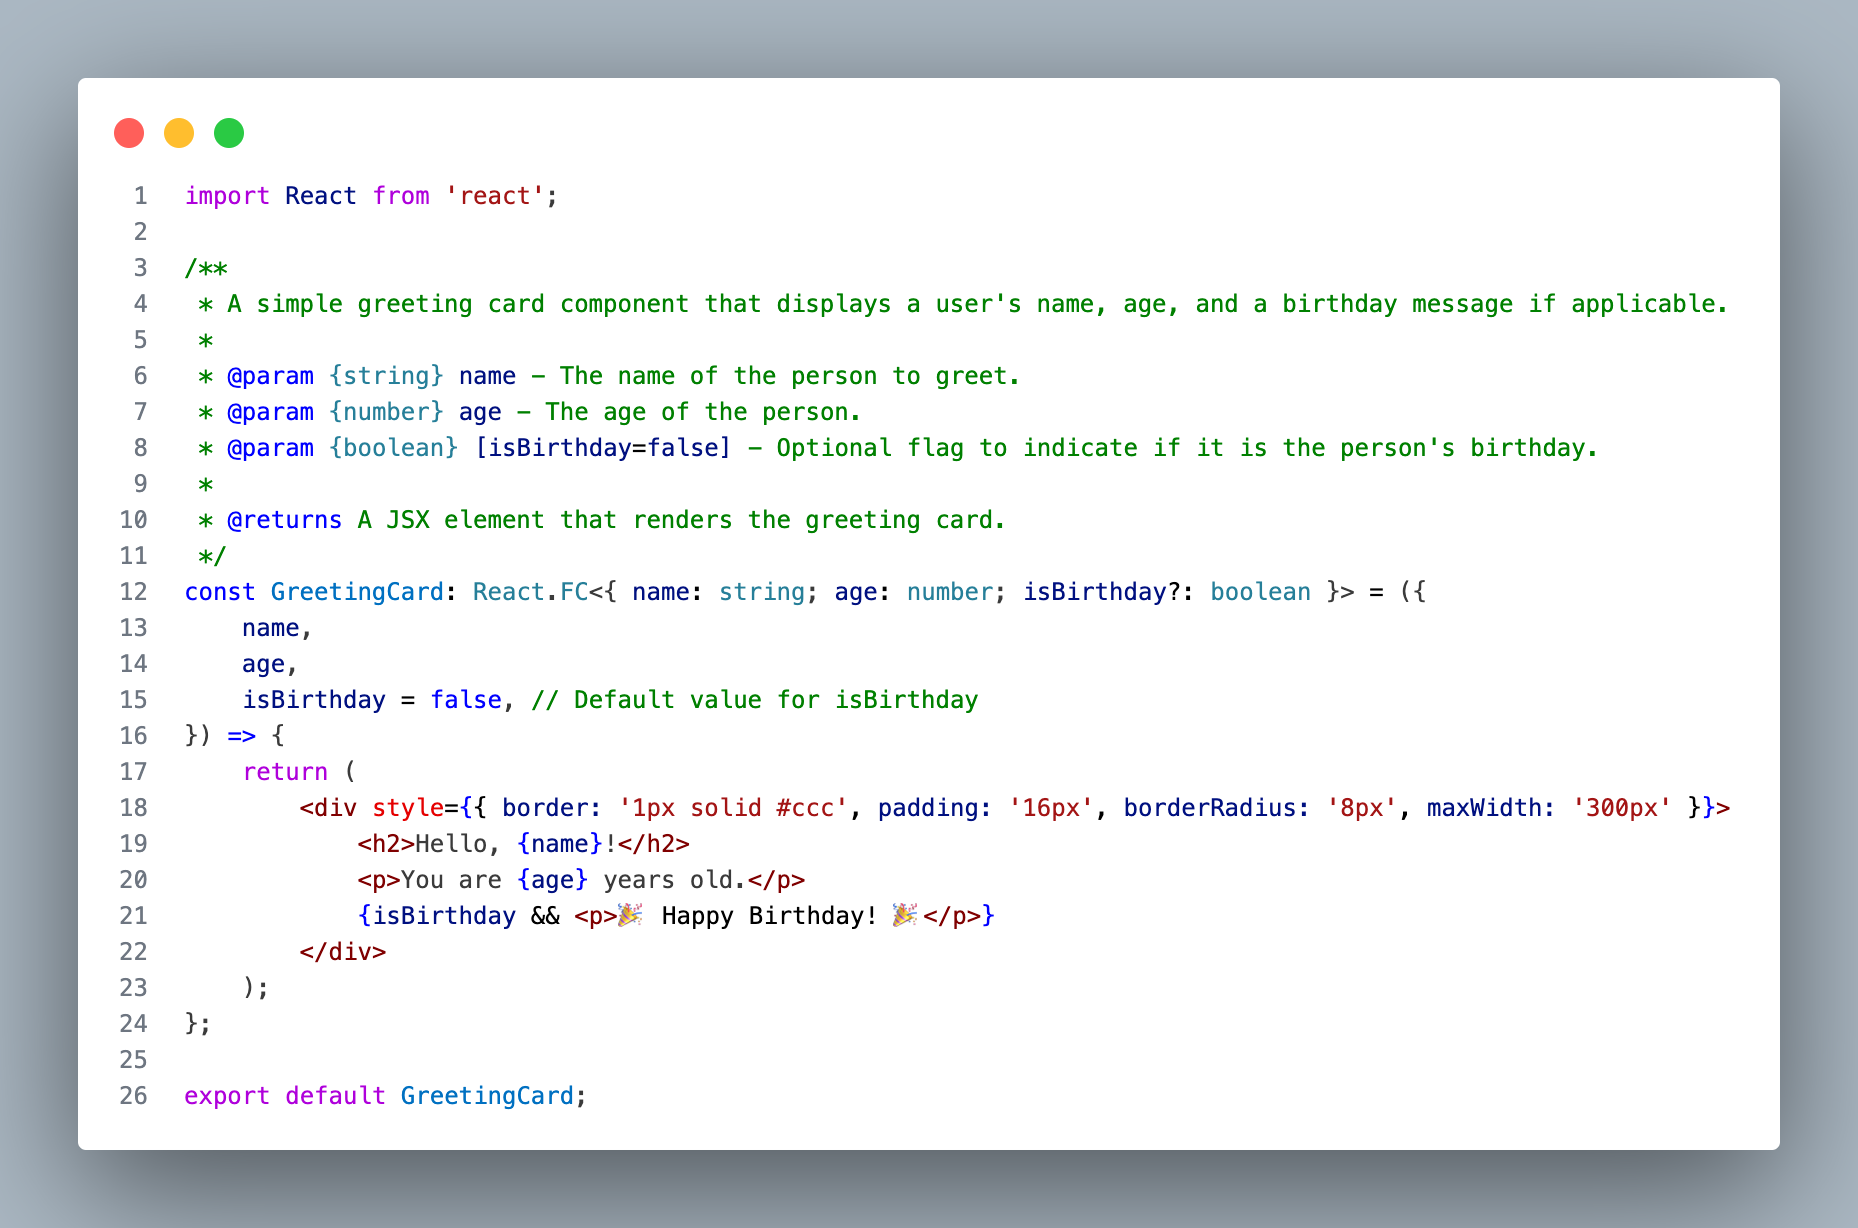 1 import React from 'react';
2
3 /**
4  * A simple greeting card component that displays a user's name, age, and a birthday message if applicable.
5  *
6  * @param {string} name - The name of the person to greet.
7  * @param {number} age - The age of the person.
8  * @param {boolean} [isBirthday=false] - Optional flag to indicate if it is the person's birthday.
9  *
10  * @returns A JSX element that renders the greeting card.
11  */
12 const GreetingCard: React.FC<{ name: string; age: number; isBirthday?: boolean }> = ({
13     name,
14     age,
15     isBirthday = false, // Default value for isBirthday
16 }) => {
17     return (
18         <div style={{ border: '1px solid #ccc', padding: '16px', borderRadius: '8px', maxWidth: '300px' }}>
19             <h2>Hello, {name}!</h2>
20             <p>You are {age} years old.</p>
21             {isBirthday && <p>🎉 Happy Birthday! 🎉</p>}
22         </div>
23     );
24 };
25
26 export default GreetingCard;